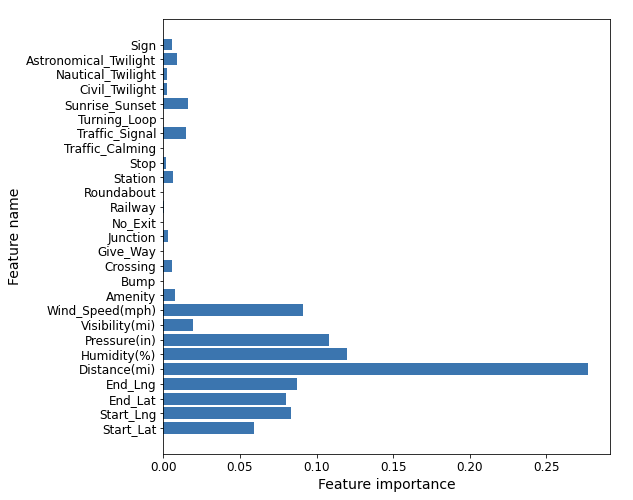 Sign
Astronomical_Twilight
Nautical_Twilight
Civil_Twilight
Sunrise_Sunset
Turning_Loop
Traffic_Signal
Traffic_Calming
Stop
Station
Roundabout
Railway
No_Exit
Junction
Give_Way
Crossing
Bump
Amenity
Wind_Speed(mph)
Visibility(mi)
Pressure(in)
Humidity(%)
Distance(mi)
End_Lng
End_Lat
Start_Lng
Start_Lat
Feature name
0.00 0.05 0.10 0.15 0.20 0.25
Feature importance